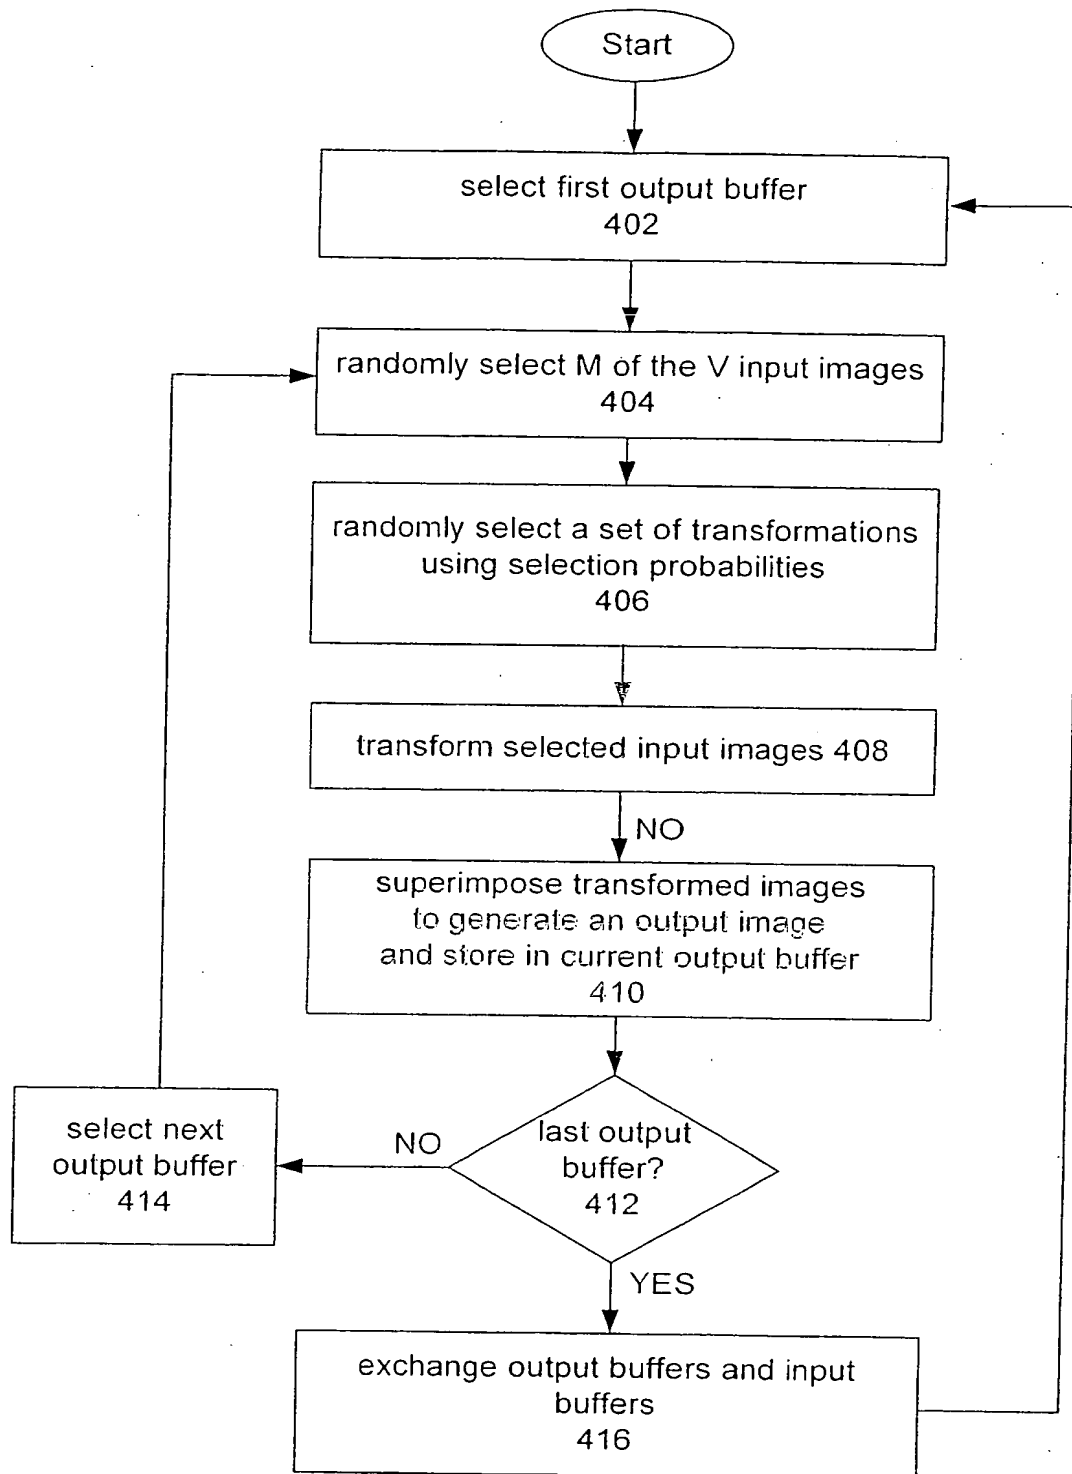 Start
select first output buffer
402
randomly select M of the V input images
404
randomly select a set of transformations
using selection probabilities
406
transform selected input images 408
NO
superimpose transformed images
to generate an output image
and store in current output buffer
410
select next
output buffer
414
NO
last output
buffer?
412
YES
exchange output buffers and input
buffers
416